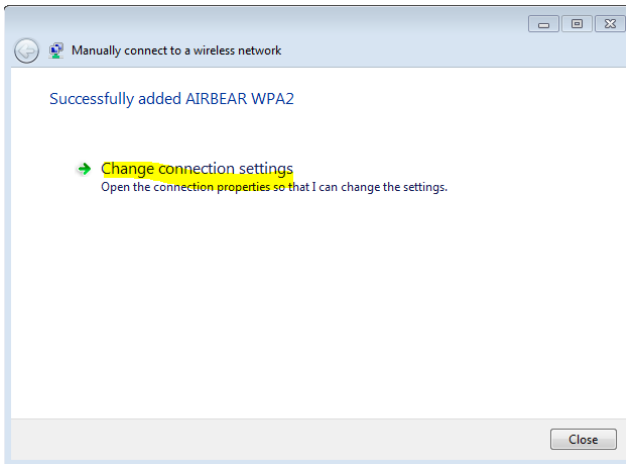 Manually connect to a wireless network
Successfully added AIRBEAR WPA2
Change connection settings
Open the connection properties so that I can change the settings.
Close